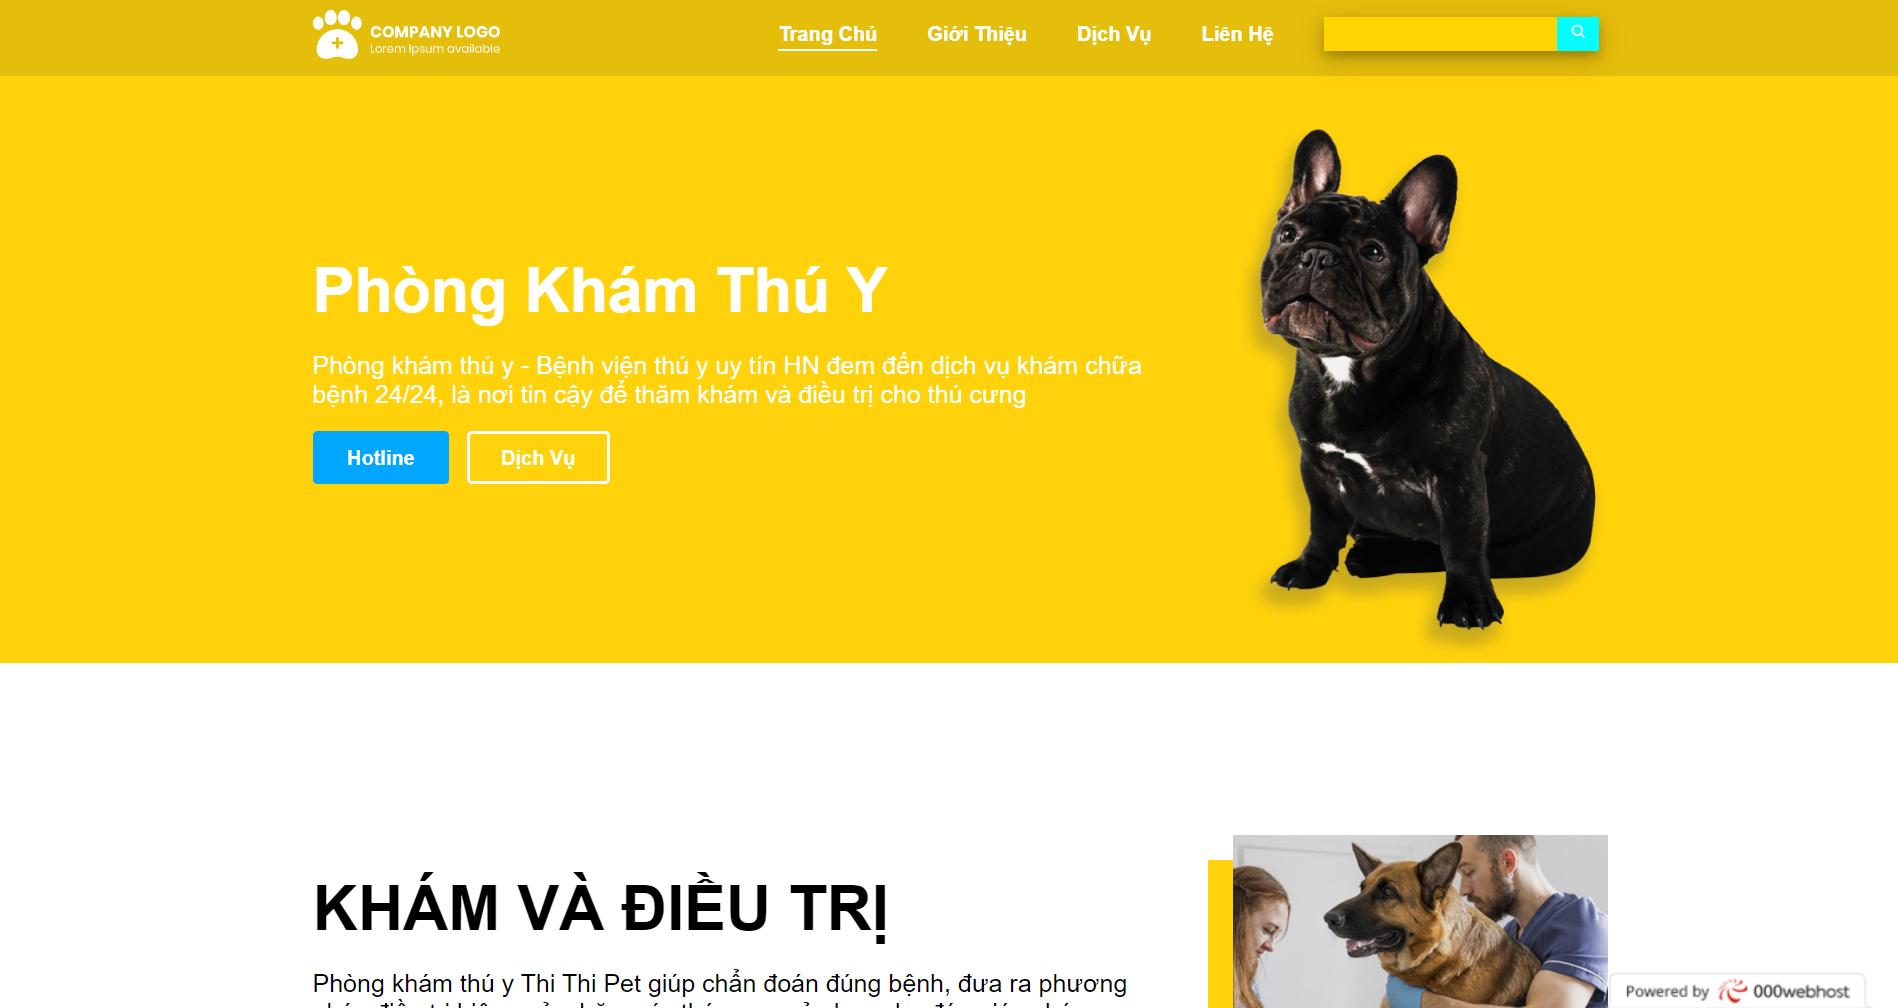 COMPANY LOGO
Lorem Ipsum available
Trang Chủ
Giới Thiệu
Dịch Vụ
Liên Hệ
Phòng Khám Thú Y
Phòng khám thú y - Bệnh viện thú y uy tín HN đem đến dịch vụ khám chữa
bệnh 24/24, là nơi tin cậy để thăm khám và điều trị cho thú cưng
Hotline
Dịch Vụ
KHÁM VÀ ĐIỀU TRỊ
Phòng khám thú y Thi Thi Pet giúp chẩn đoán đúng bệnh, đưa ra phương
Powered by 000webhost